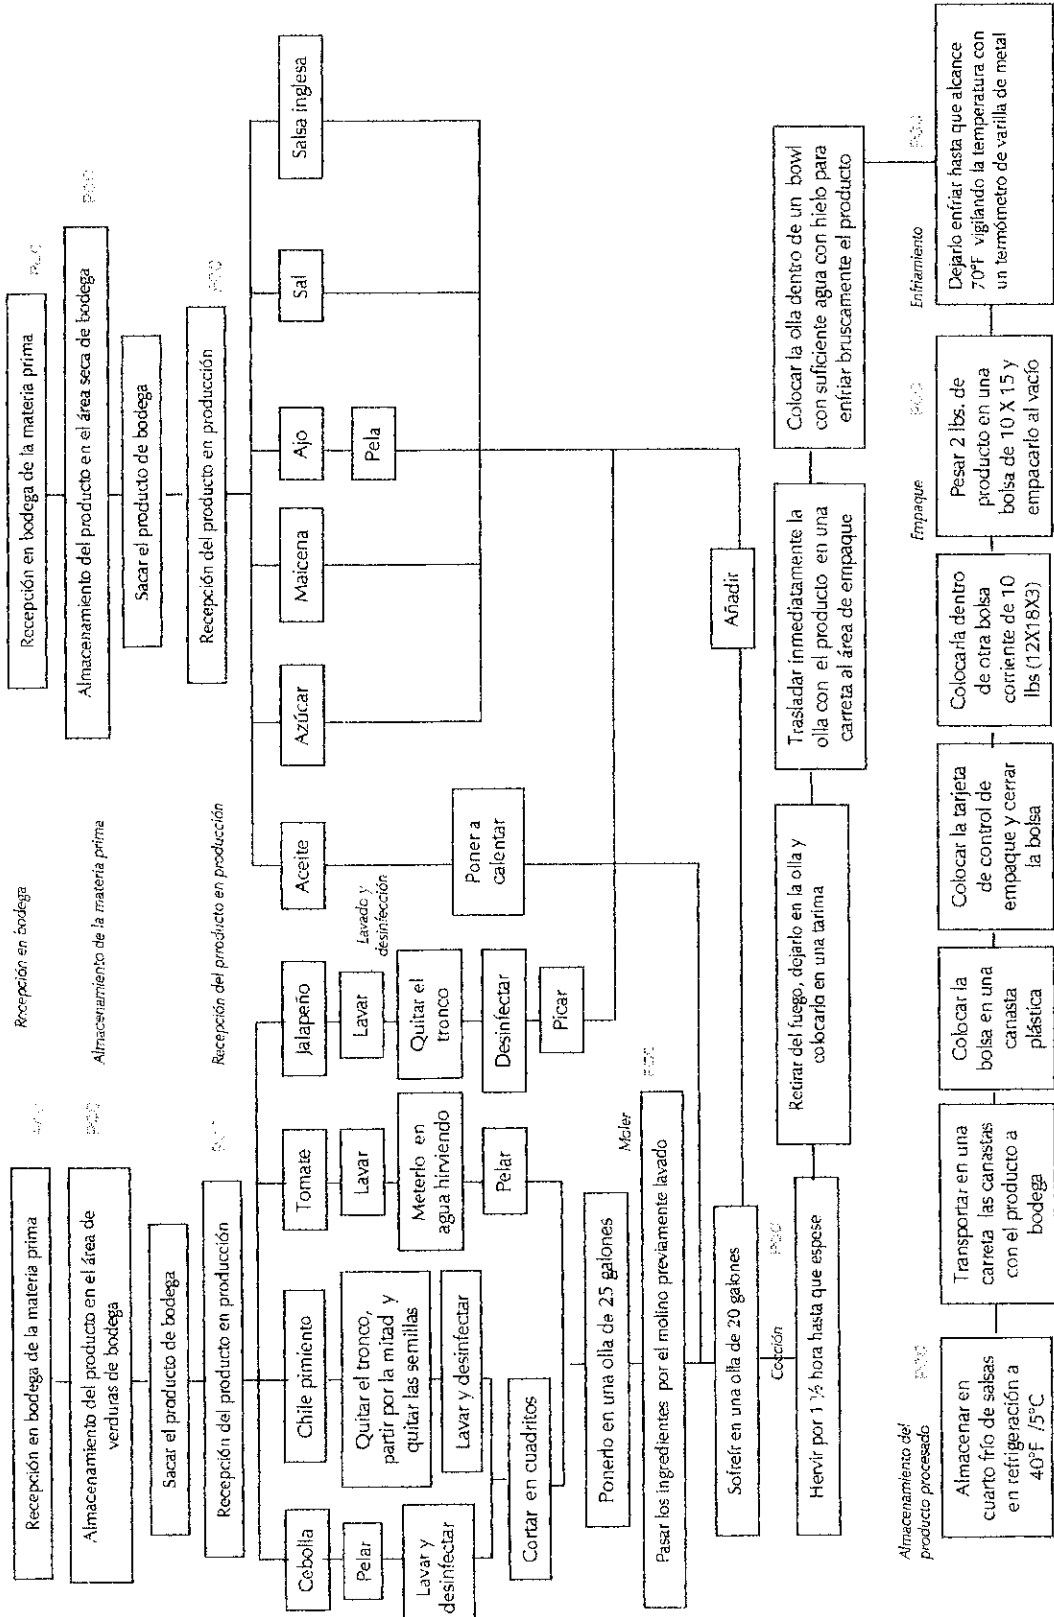 Recepción en bodega
Recepción en bodega de la materia prima
Recepción en bodega de la materia prima
PCC
Almacenamiento de la materia prima
Almacenamiento del producto en el área de
verduras de bodega
PCC
Almacenamiento del producto en el área seca de bodega
PCC
Sacar el producto de bodega
Sacar el producto de bodega
Recepción del prroducto en producción
Recepción del producto en producción
Recepción del producto en producción
PCC
Cebolla
Chile pimiento
Tomate
Jalapeño
Aceite
Azúcar
Maicena
Ajo
Sal
Salsa inglesa
Pelar
Lavar y
desinfectar
Quitar el tronco,
partir por la mitad y
quitar las semillas
Lavar y desinfectar
Cortar en cuadritos
Lavar
Meterlo en
agua hirviendo
Pelar
Lavado y
desinfección
Lavar
Quitar el
tronco
Desinfectar
Picar
Poner a
calentar
Pela
Ponerlo en una olla de 25 galones
Moler
PCC
Pasar los ingredientes por el molino previamente lavado
Sofreír en una olla de 20 galones
Añadir
Cocción
PCC
Hervir por 1 ½ hora hasta que espese
Retirar del fuego, dejarlo en la olla y
colocarlo en una tarima
Trasladar inmediatamente la
olla con el producto en una
carreta al área de empaque
Colocar la olla dentro de un bowl
con suficiente agua con hielo para
enfriar bruscamente el producto
Enfriamiento
PCC
Dejarlo enfriar hasta que alcance
70°F vigilando la temperatura con
un termómetro de varilla de metal
Empaque
PCC
Pesar 2 lbs. de
producto en una
bolsa de 10 X 15 y
empacarlo al vacío
Colocarla dentro
de otra bolsa
corriente de 10
lbs (12X18X3)
Colocar la tarjeta
de control de
empaque y cerrar
la bolsa
Colocar la
bolsa en una
canasta
plástica
Transportar en una
carreta las canastas
con el producto a
bodega
Almacenamiento del
producto procesado
PCC
Almacenar en
cuarto frío de salsas
en refrigeración a
40°F /5°C